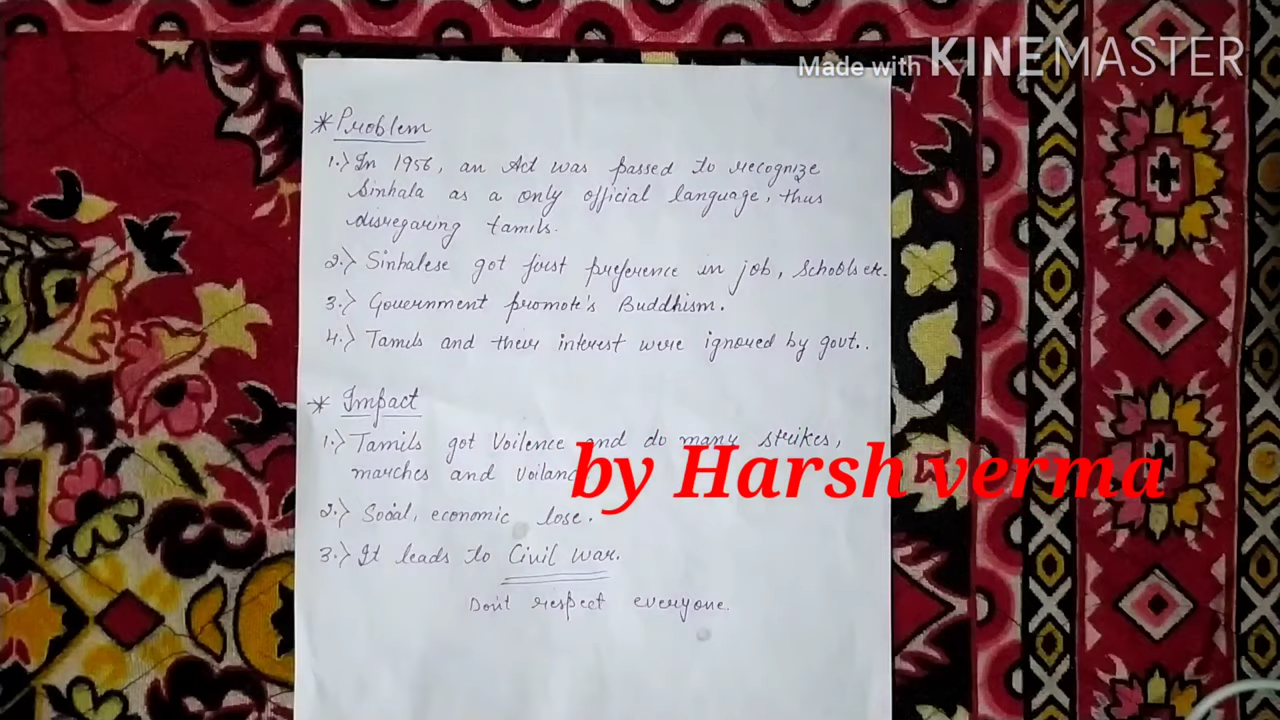 Made with KINEMASTER
* Problem
1.) In 1956, an Act was passed to recognize
Sinhala as a only official language, thus
disregaring tamils.
2.) Sinhalese got first preference in job, Schools etc.
3.) Government promote's Buddhism.
4.) Tamils and their interest were ignored by govt..
* Impact
1.) Tamils got Voilence and do many strikes,
marches and voilanc
by Harsh verma
2.) Social, economic lose.
3.) It leads to Civil war.
Don't respect everyone.